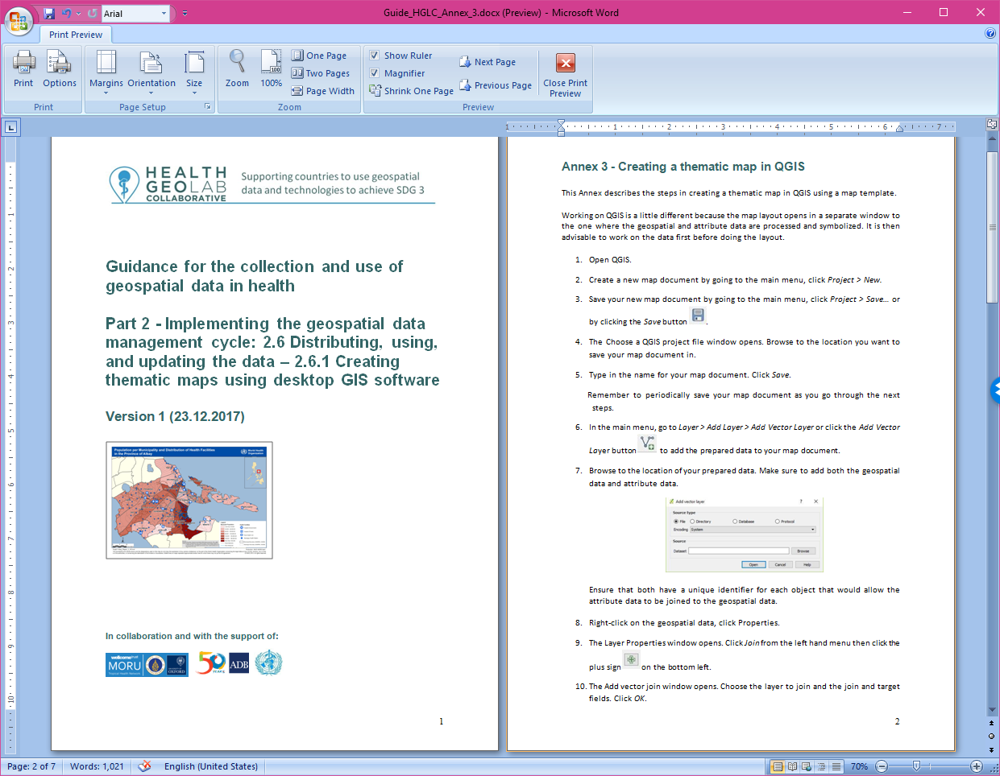 Arial
Guide_HGLC_Annex_3.docx (Preview) - Microsoft Word
Print Preview
Print
Options
Margins
Orientation
Size
Zoom
100%
One Page
Two Pages
Page Width
Show Ruler
Magnifier
Shrink One Page
Next Page
Previous Page
Close Print
Preview
Print
Page Setup
Zoom
Preview
HEALTH
GEOLAB
COLLABORATIVE
Supporting countries to use geospatial
data and technologies to achieve SDG 3
Guidance for the collection and use of
geospatial data in health
Part 2 - Implementing the geospatial data
management cycle: 2.6 Distributing, using,
and updating the data – 2.6.1 Creating
thematic maps using desktop GIS software
Version 1 (23.12.2017)
Population per Municipality and Distribution of Health Facilities
in the Province of Albay
World Health
Organization
In collaboration and with the support of:
MORU
OXFORD
50
YEARS
ADB
1
Annex 3 - Creating a thematic map in QGIS
This Annex describes the steps in creating a thematic map in QGIS using a map template.
Working on QGIS is a little different because the map layout opens in a separate window to
the one where the geospatial and attribute data are processed and symbolized. It is then
advisable to work on the data first before doing the layout.
1. Open QGIS.
2. Create a new map document by going to the main menu, click Project > New.
3. Save your new map document by going to the main menu, click Project > Save... or
by clicking the Save button .
4. The Choose a QGIS project file window opens. Browse to the location you want to
save your map document in.
5. Type in the name for your map document. Click Save.
Remember to periodically save your map document as you go through the next
steps.
6. In the main menu, go to Layer > Add Layer > Add Vector Layer or click the Add Vector
Layer button to add the prepared data to your map document.
7. Browse to the location of your prepared data. Make sure to add both the geospatial
data and attribute data.
Add vector layer
Source type
File Directory Database Protocol
Encoding System
Source
Dataset Browse
Open Cancel Help
Ensure that both have a unique identifier for each object that would allow the
attribute data to be joined to the geospatial data.
8. Right-click on the geospatial data, click Properties.
9. The Layer Properties window opens. Click Join from the left hand menu then click the
plus sign on the bottom left.
10. The Add vector join window opens. Choose the layer to join and the join and target
fields. Click OK.
2
Page: 2 of 7
Words: 1,021
English (United States)
70%